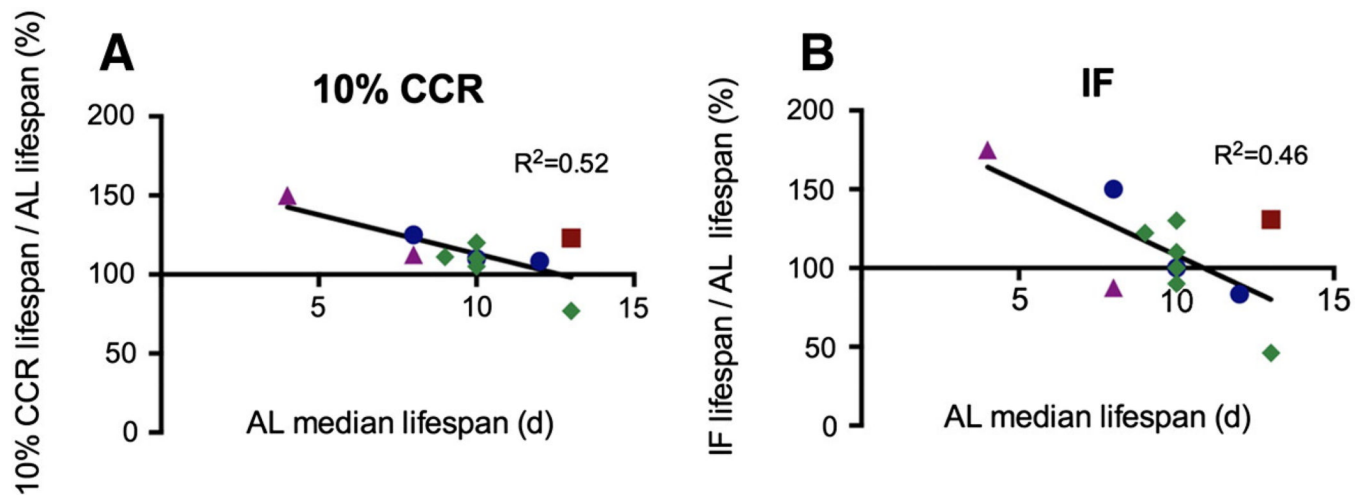 A
10% CCR
10% CCR lifespan / AL lifespan (%)
200
150
100
50
0
5
10
15
R²=0.52
AL median lifespan (d)
B
IF
IF lifespan / AL lifespan (%)
200
150
100
50
0
5
10
15
R²=0.46
AL median lifespan (d)